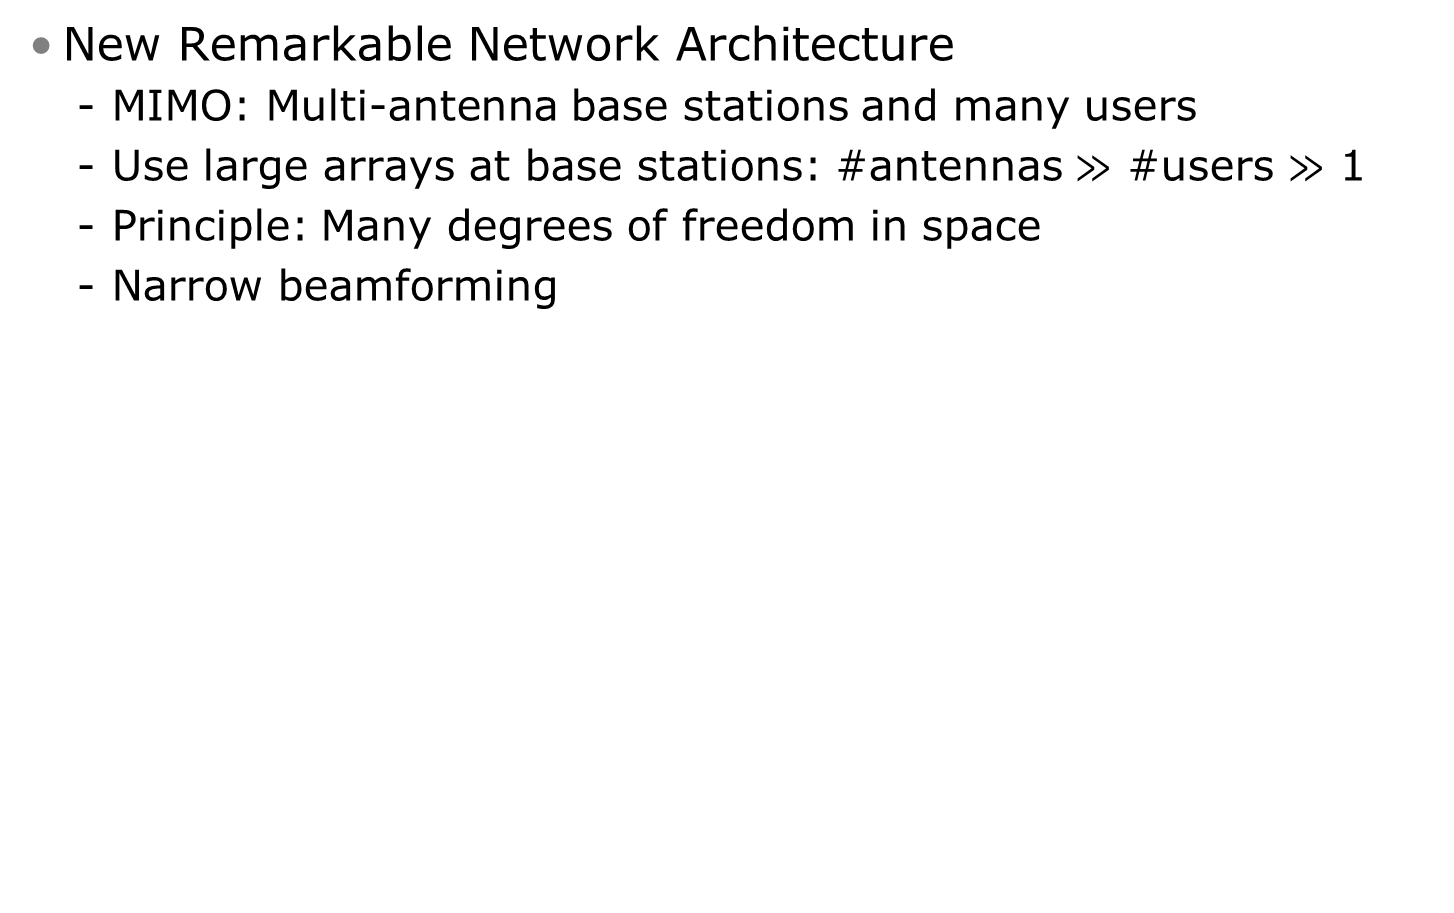 • New Remarkable Network Architecture
- MIMO: Multi-antenna base stations and many users
- Use large arrays at base stations: #antennas ≫ #users ≫ 1
- Principle: Many degrees of freedom in space
- Narrow beamforming